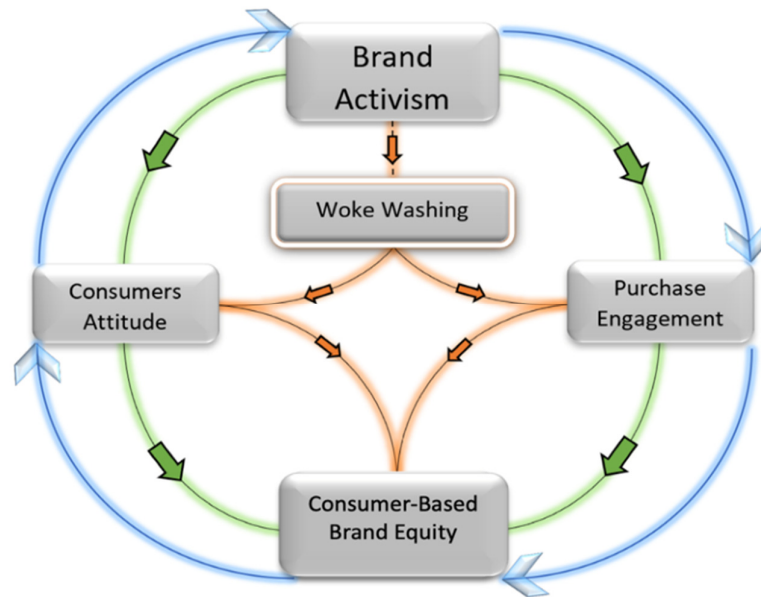 Brand
Activism
Woke Washing
Consumers
Attitude
Purchase
Engagement
Consumer-Based
Brand Equity